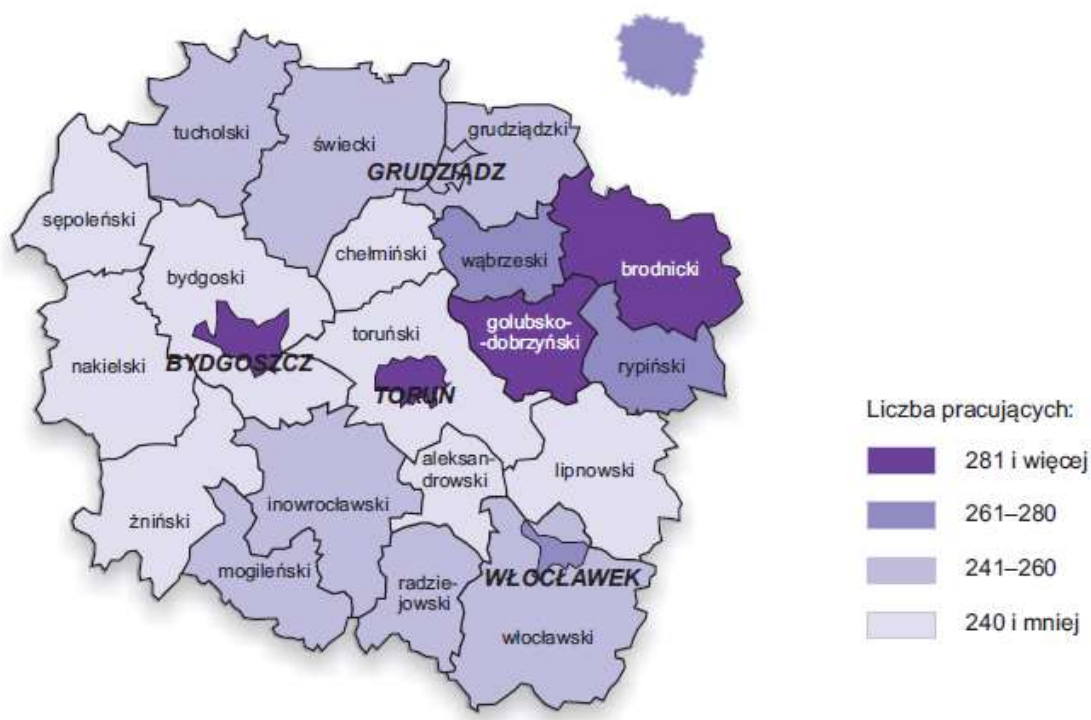 tucholski
świecki
grudziądzki
GRUDZIĄDZ
sępoleński
chełmiński
wąbrzeski
brodnicki
bydgoski
golubsko-
-dobrzyński
toruński
nakielski
BYDGOSZCZ
rypiński
TORUŃ
aleksan-
drowski
lipnowski
inowrocławski
żniński
mogileński
radzie-
jowski
WŁOCŁAWEK
włocławski
Liczba pracujących:
281 i więcej
261–280
241–260
240 i mniej